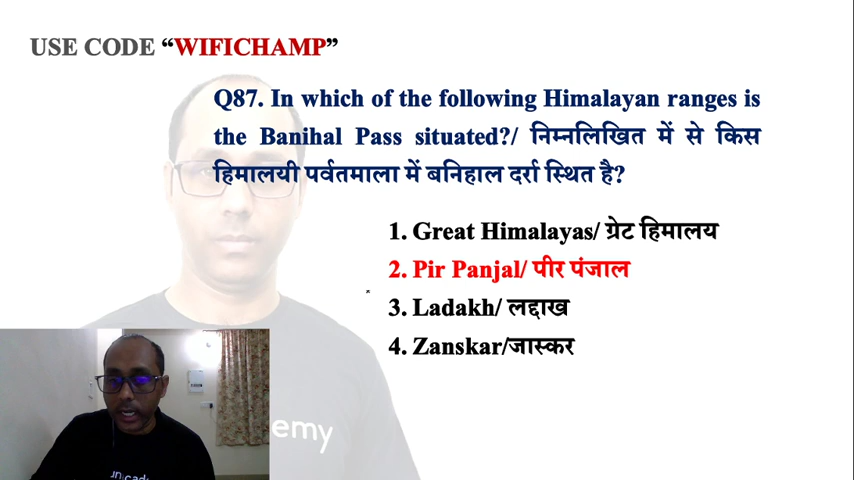 USE CODE “WIFICHAMP”
Q87. In which of the following Himalayan ranges is
the Banihal Pass situated?/ निम्नलिखित में से किस
हिमालयी पर्वतमाला में बनिहाल दर्रा स्थित है?
1. Great Himalayas/ ग्रेट हिमालय
2. Pir Panjal/ पीर पंजाल
3. Ladakh/ लद्दाख
4. Zanskar/जास्कर